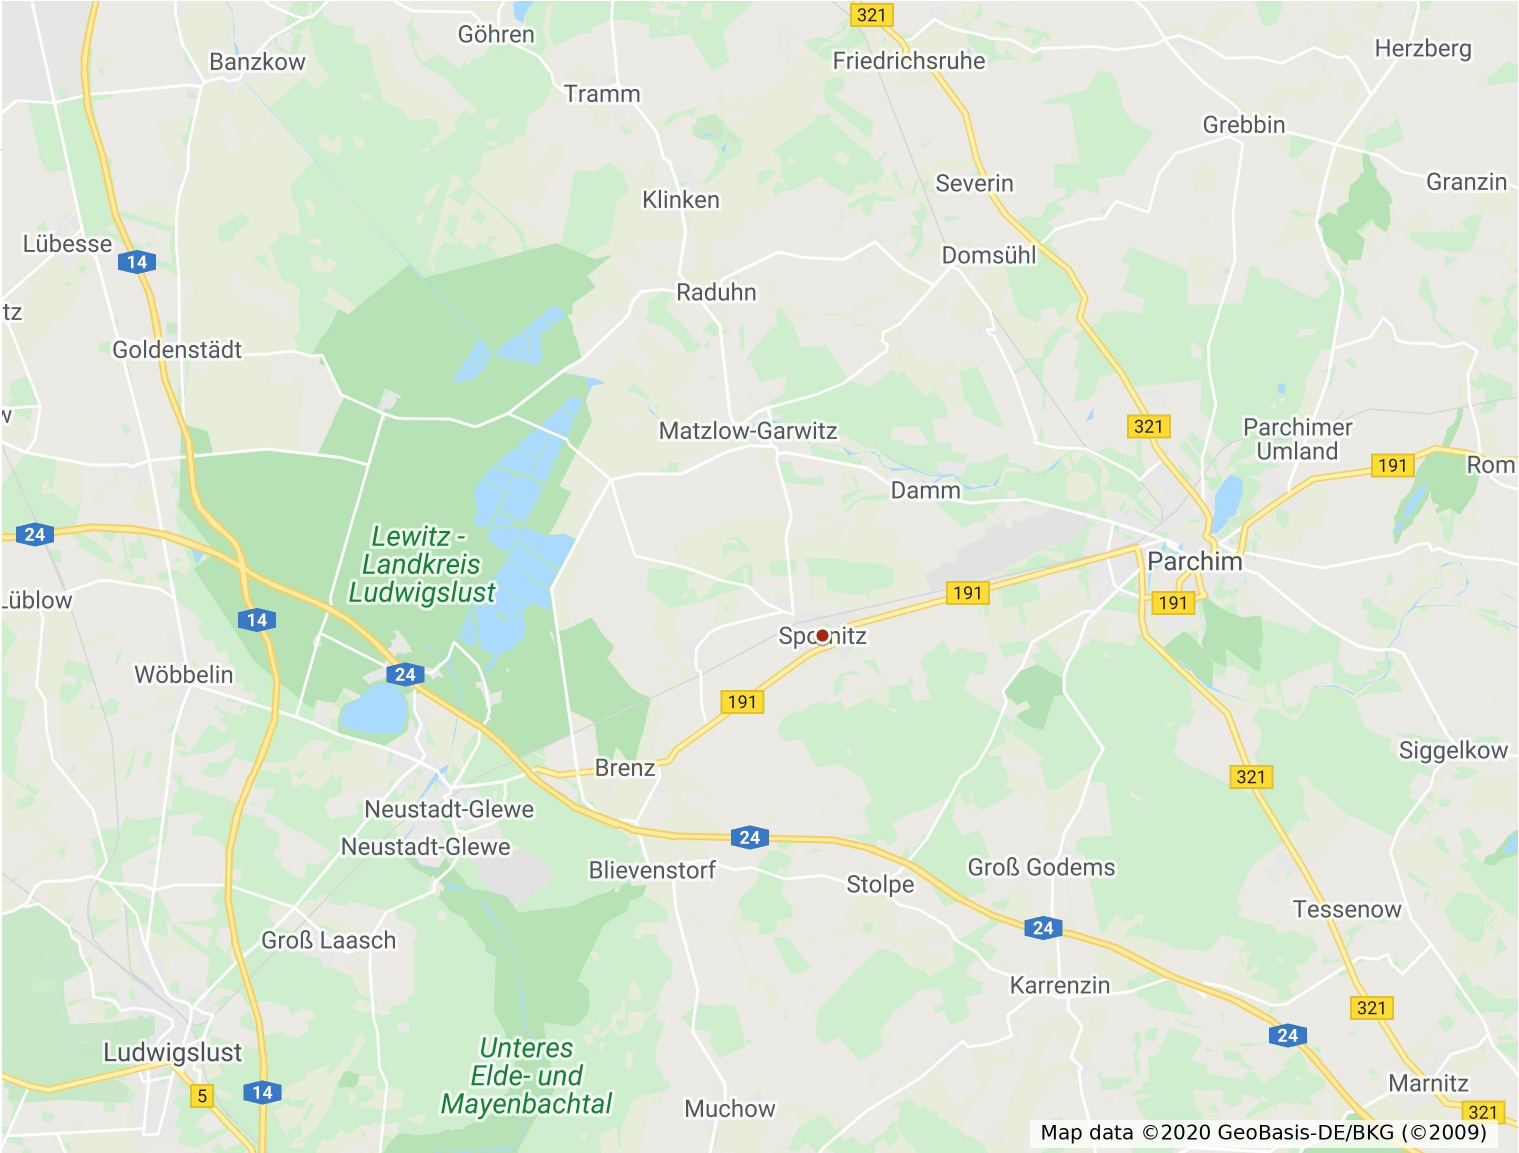 321
Göhren
Banzkow
Friedrichsruhe
Herzberg
Tramm
Grebbin
Severin
Granzin
Klinken
Lübesse
14
Domsühl
Raduhn
tz
Goldenstädt
w
321
Matzlow-Garwitz
Parchimer
Umland
191
Rom
Damm
24
Lewitz -
Landkreis
Ludwigslust
Parchim
191
191
Lüblow
14
Wöbbelin
24
191
Siggelkow
Brenz
321
Neustadt-Glewe
24
Neustadt-Glewe
Blievenstorf
Stolpe
Groß Godems
Tessenow
24
Groß Laasch
Karrenzin
321
24
Unteres
Elde- und
Mayenbachtal
Ludwigslust
14
5
Marnitz
Muchow
321
Map data ©2020 GeoBasis-DE/BKG (©2009)